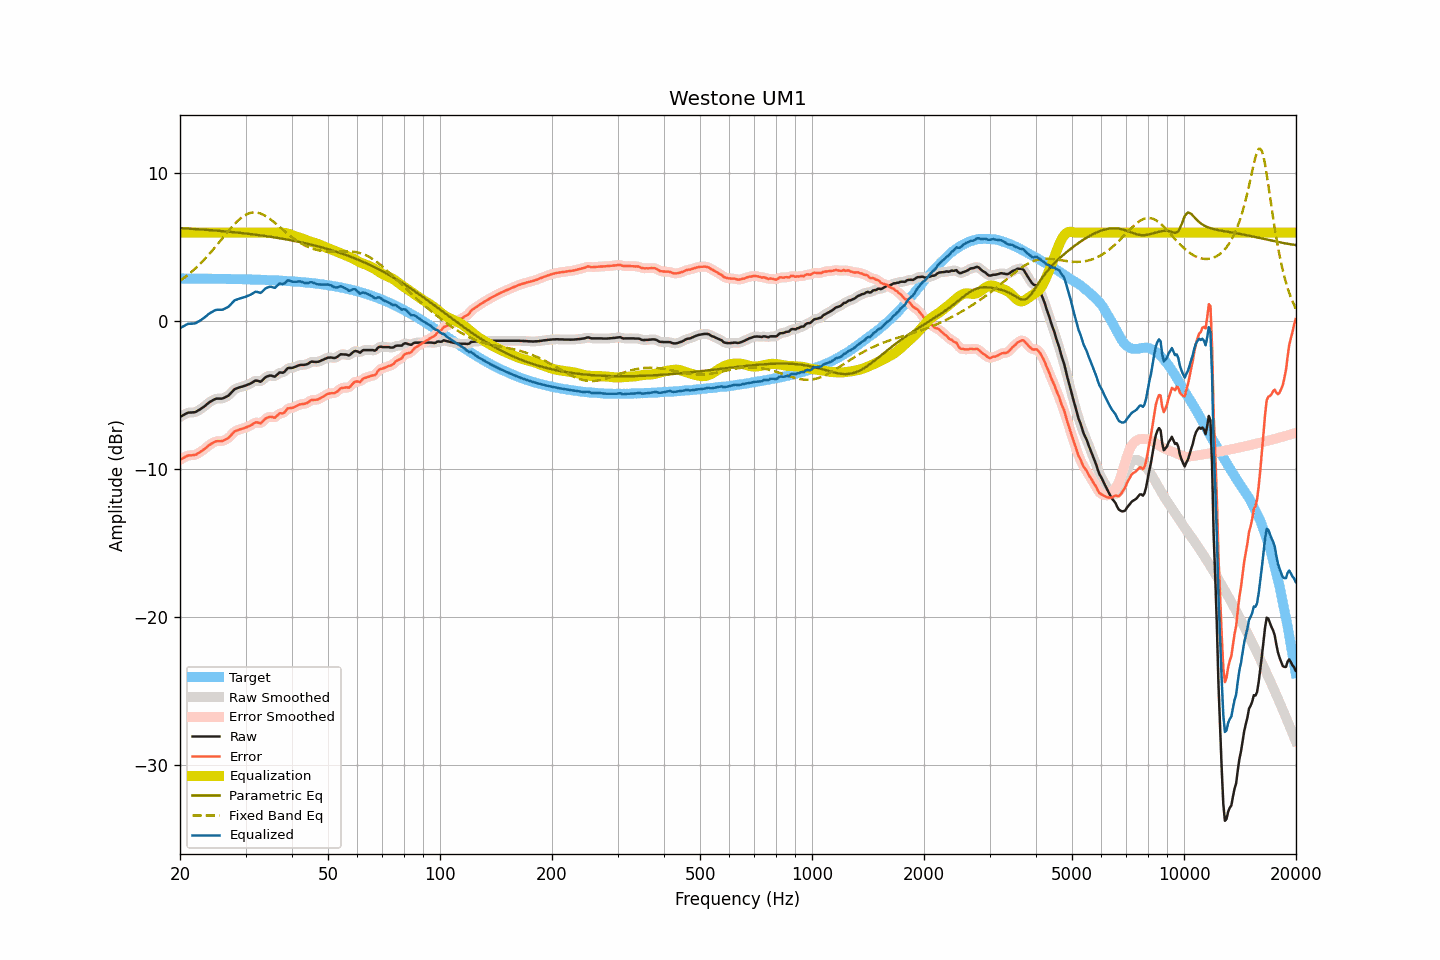 Westone UM1
Amplitude (dBr)
10
0
−10
−20
−30
Target
Raw Smoothed
Error Smoothed
Raw
Error
Equalization
Parametric Eq
Fixed Band Eq
Equalized
20 50 100 200 500 1000 2000 5000 10000 20000
Frequency (Hz)